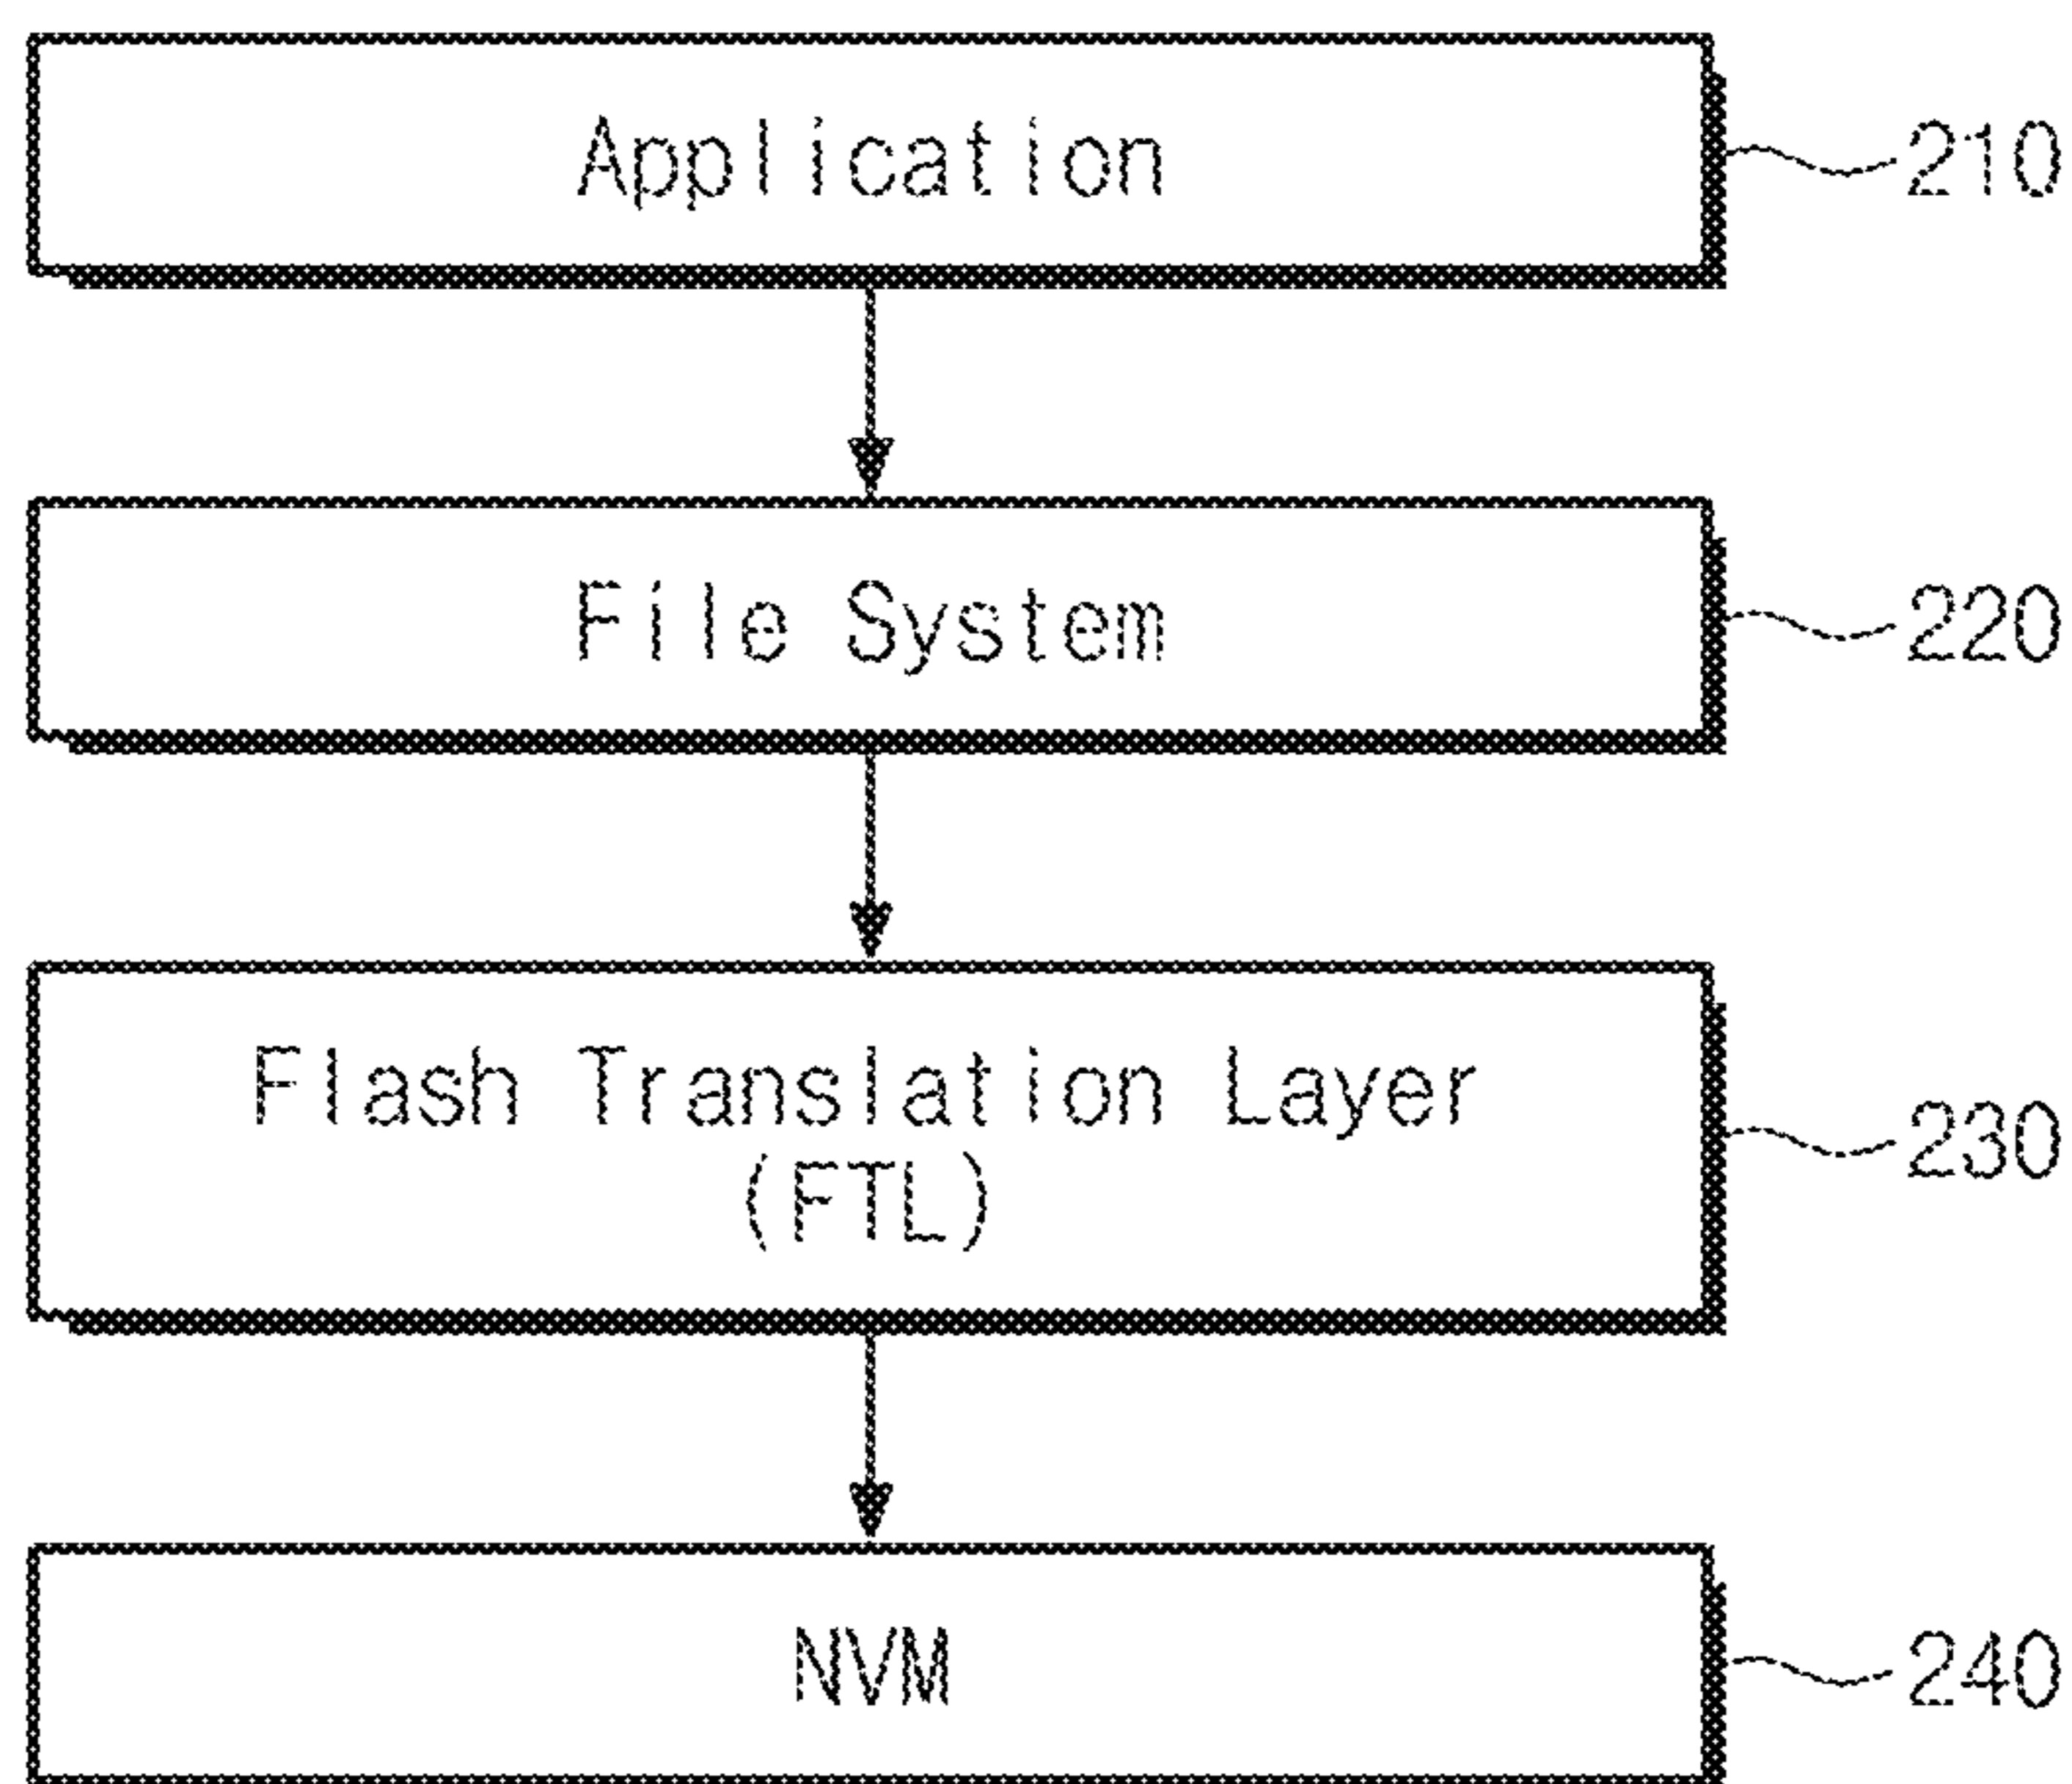 Application
210
File System
220
Flash Translation Layer
(FTL)
230
NVM
240